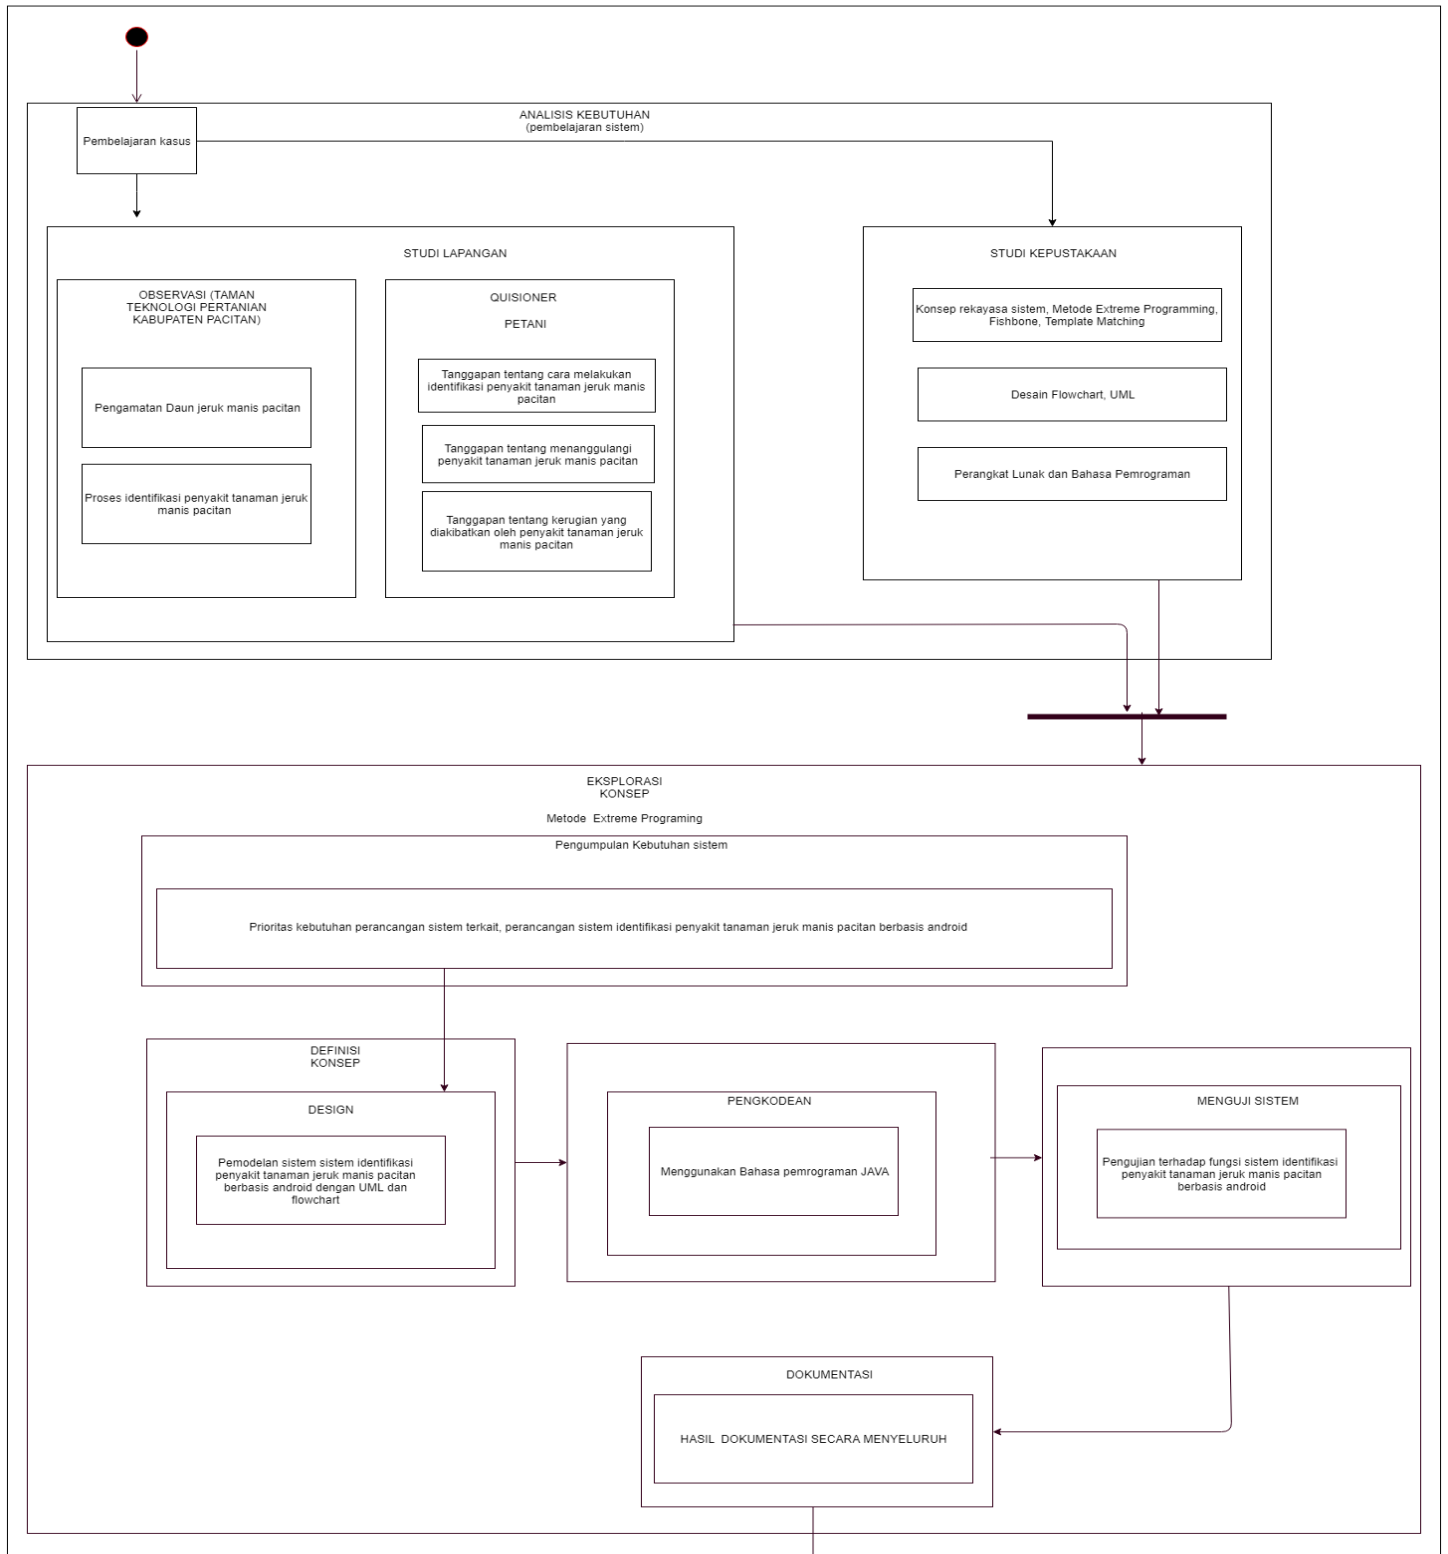 ANALISIS KEBUTUHAN
(pembelajaran sistem)
Pembelajaran kasus
STUDI LAPANGAN
OBSERVASI (TAMAN
TEKNOLOGI PERTANIAN
KABUPATEN PACITAN)
Pengamatan Daun jeruk manis pacitan
Proses identifikasi penyakit tanaman jeruk
manis pacitan
QUISIONER
PETANI
Tanggapan tentang cara melakukan
identifikasi penyakit tanaman jeruk manis
pacitan
Tanggapan tentang menanggulangi
penyakit tanaman jeruk manis pacitan
Tanggapan tentang kerugian yang
diakibatkan oleh penyakit tanaman jeruk
manis pacitan
STUDI KEPUSTAKAAN
Konsep rekayasa sistem, Metode Extreme Programming,
Fishbone, Template Matching
Desain Flowchart, UML
Perangkat Lunak dan Bahasa Pemrograman
EKSPLORASI
KONSEP
Metode  Extreme Programing
Pengumpulan Kebutuhan sistem
Prioritas kebutuhan perancangan sistem terkait, perancangan sistem identifikasi penyakit tanaman jeruk manis pacitan berbasis android
DEFINISI
KONSEP
DESIGN
Pemodelan sistem sistem identifikasi
penyakit tanaman jeruk manis pacitan
berbasis android dengan UML dan
flowchart
PENGKODEAN
Menggunakan Bahasa pemrograman JAVA
MENGUJI SISTEM
Pengujian terhadap fungsi sistem identifikasi
penyakit tanaman jeruk manis pacitan
berbasis android
DOKUMENTASI
HASIL  DOKUMENTASI SECARA MENYELURUH